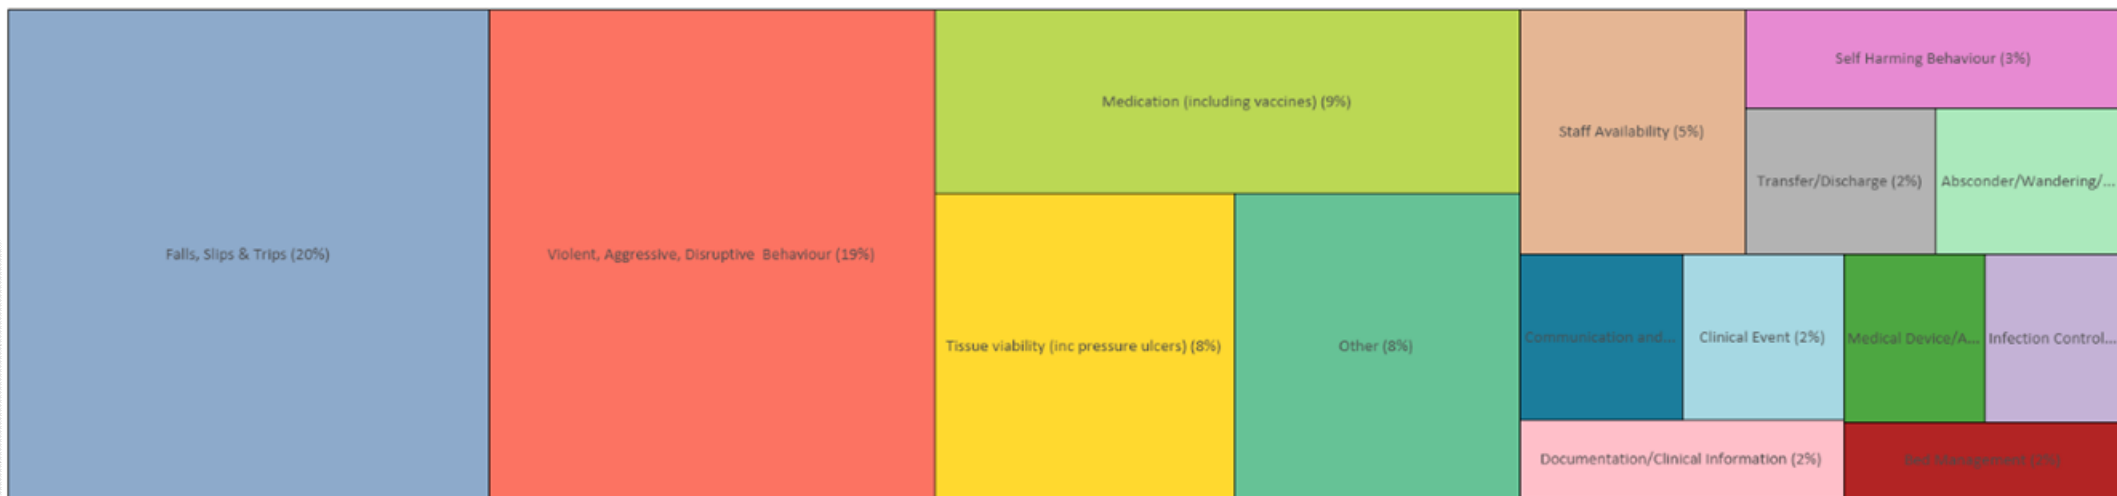 Falls, Slips & Trips (20%)
Violent, Aggressive, Disruptive  Behaviour (19%)
Medication (including vaccines) (9%)
Tissue viability (inc pressure ulcers) (8%)
Other (8%)
Staff Availability (5%)
Self Harming Behaviour (3%)
Transfer/Discharge (2%)
Absconder/Wandering/...
Communication and...
Clinical Event (2%)
Medical Device/A...
Infection Control...
Documentation/Clinical Information (2%)
Bed Management